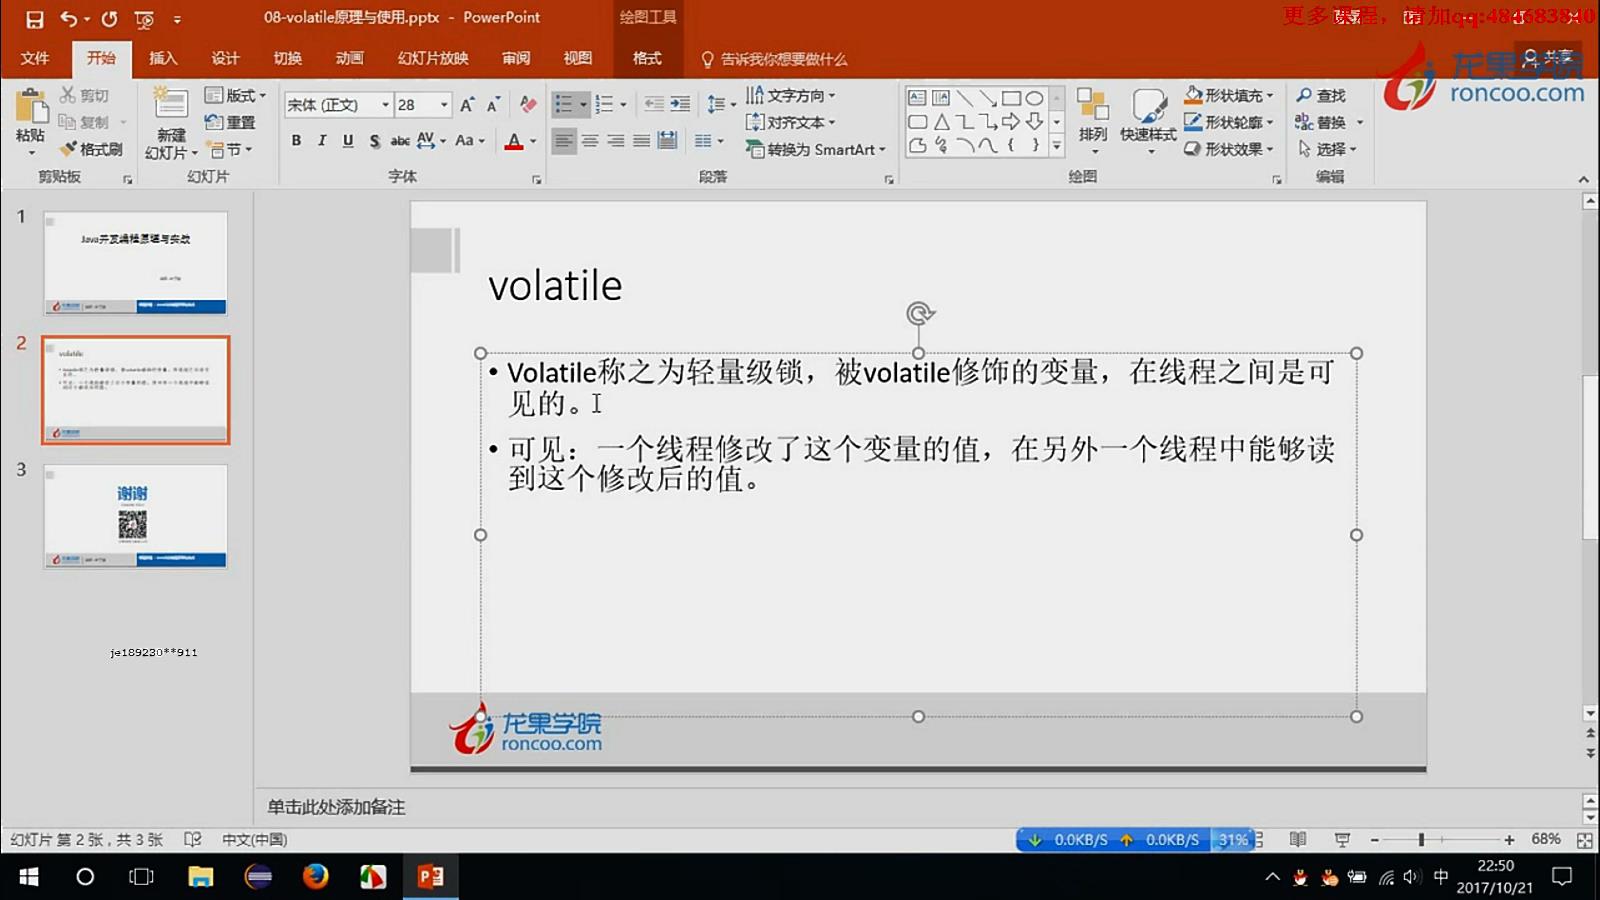 08-volatile原理与使用.pptx - PowerPoint
绘图工具
更多课程，请加qq:484683840
文件
开始
插入
设计
切换
动画
幻灯片放映
审阅
视图
格式
告诉我你想要做什么
共享
龙果学院
roncoo.com
粘贴
剪切
复制
格式刷
剪贴板
新建
幻灯片
版式
重置
节
幻灯片
宋体 (正文)
28
B I U S abc AV Aa A
字体
文字方向
对齐文本
转换为 SmartArt
段落
排列
快速样式
形状填充
形状轮廓
形状效果
绘图
查找
替换
选择
编辑
1
Java并发编程原理与实战
2
volatile
3
谢谢
je189230**911
volatile
• Volatile称之为轻量级锁，被volatile修饰的变量，在线程之间是可
见的。
• 可见：一个线程修改了这个变量的值，在另外一个线程中能够读
到这个修改后的值。
龙果学院
roncoo.com
单击此处添加备注
幻灯片 第 2 张，共 3 张
中文(中国)
0.0KB/S
0.0KB/S
31%
68%
中
22:50
2017/10/21